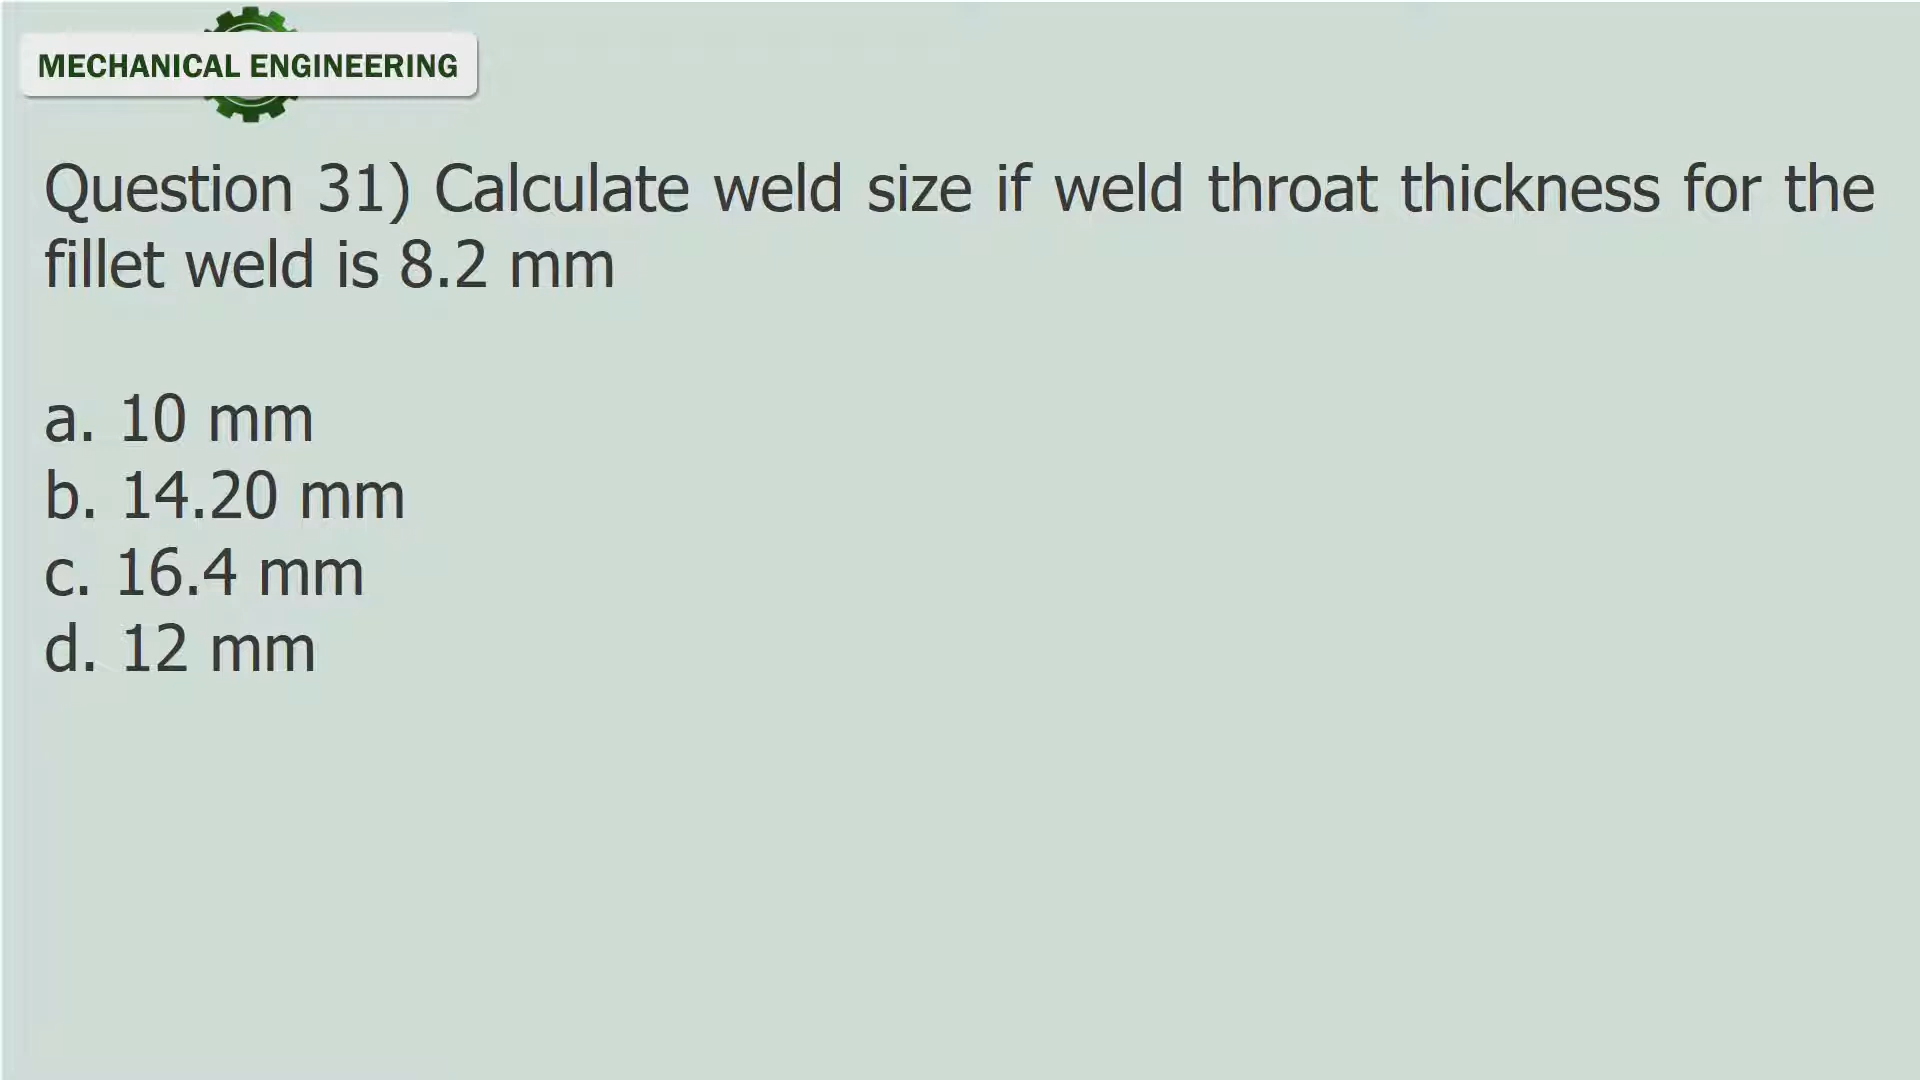 MECHANICAL ENGINEERING
Question 31) Calculate weld size if weld throat thickness for the
fillet weld is 8.2 mm
a. 10 mm
b. 14.20 mm
c. 16.4 mm
d. 12 mm